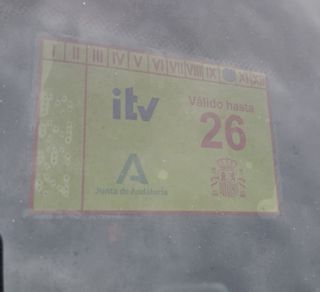 I II III IV V VI VII VIII IX XI XII
itv
Válido hasta
26
Junta de Andalucía